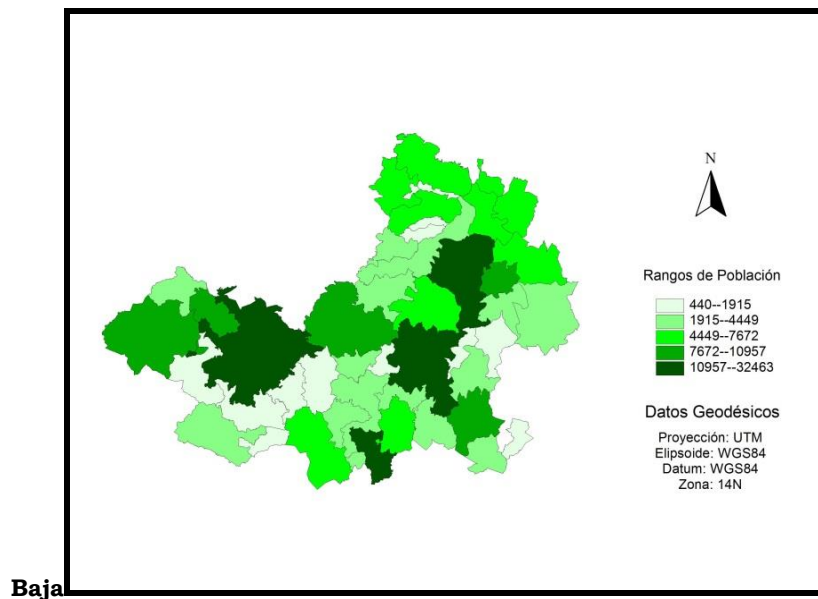 N
Rangos de Población
440--1915
1915--4449
4449--7672
7672--10957
10957--32463
Datos Geodésicos
Proyección: UTM
Elipsoide: WGS84
Datum: WGS84
Zona: 14N
Baja